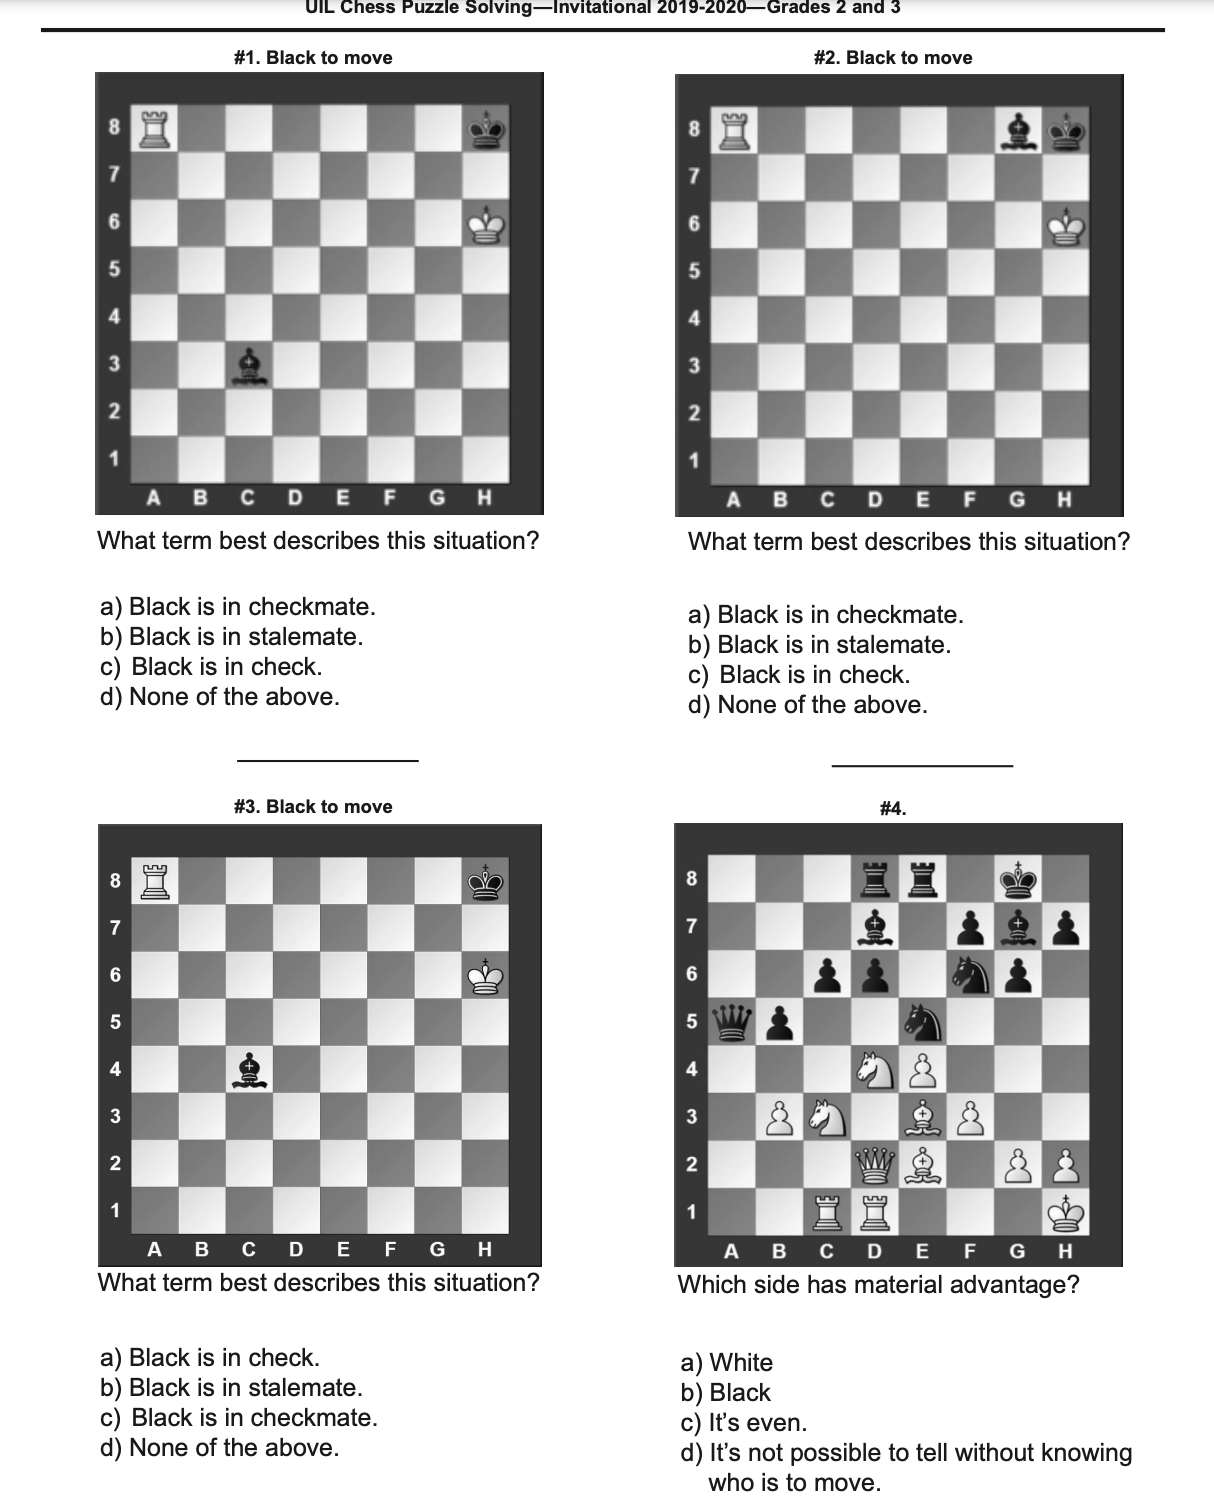 UIL Chess Puzzle Solving—Invitational 2019-2020—Grades 2 and 3
#1. Black to move
8
7
6
5
4
3
2
1
A B C D E F G H
What term best describes this situation?
a) Black is in checkmate.
b) Black is in stalemate.
c) Black is in check.
d) None of the above.
#2. Black to move
8
7
6
5
4
3
2
1
A B C D E F G H
What term best describes this situation?
a) Black is in checkmate.
b) Black is in stalemate.
c) Black is in check.
d) None of the above.
#3. Black to move
8
7
6
5
4
3
2
1
A B C D E F G H
What term best describes this situation?
a) Black is in check.
b) Black is in stalemate.
c) Black is in checkmate.
d) None of the above.
#4.
8
7
6
5
4
3
2
1
A B C D E F G H
Which side has material advantage?
a) White
b) Black
c) It’s even.
d) It’s not possible to tell without knowing
who is to move.